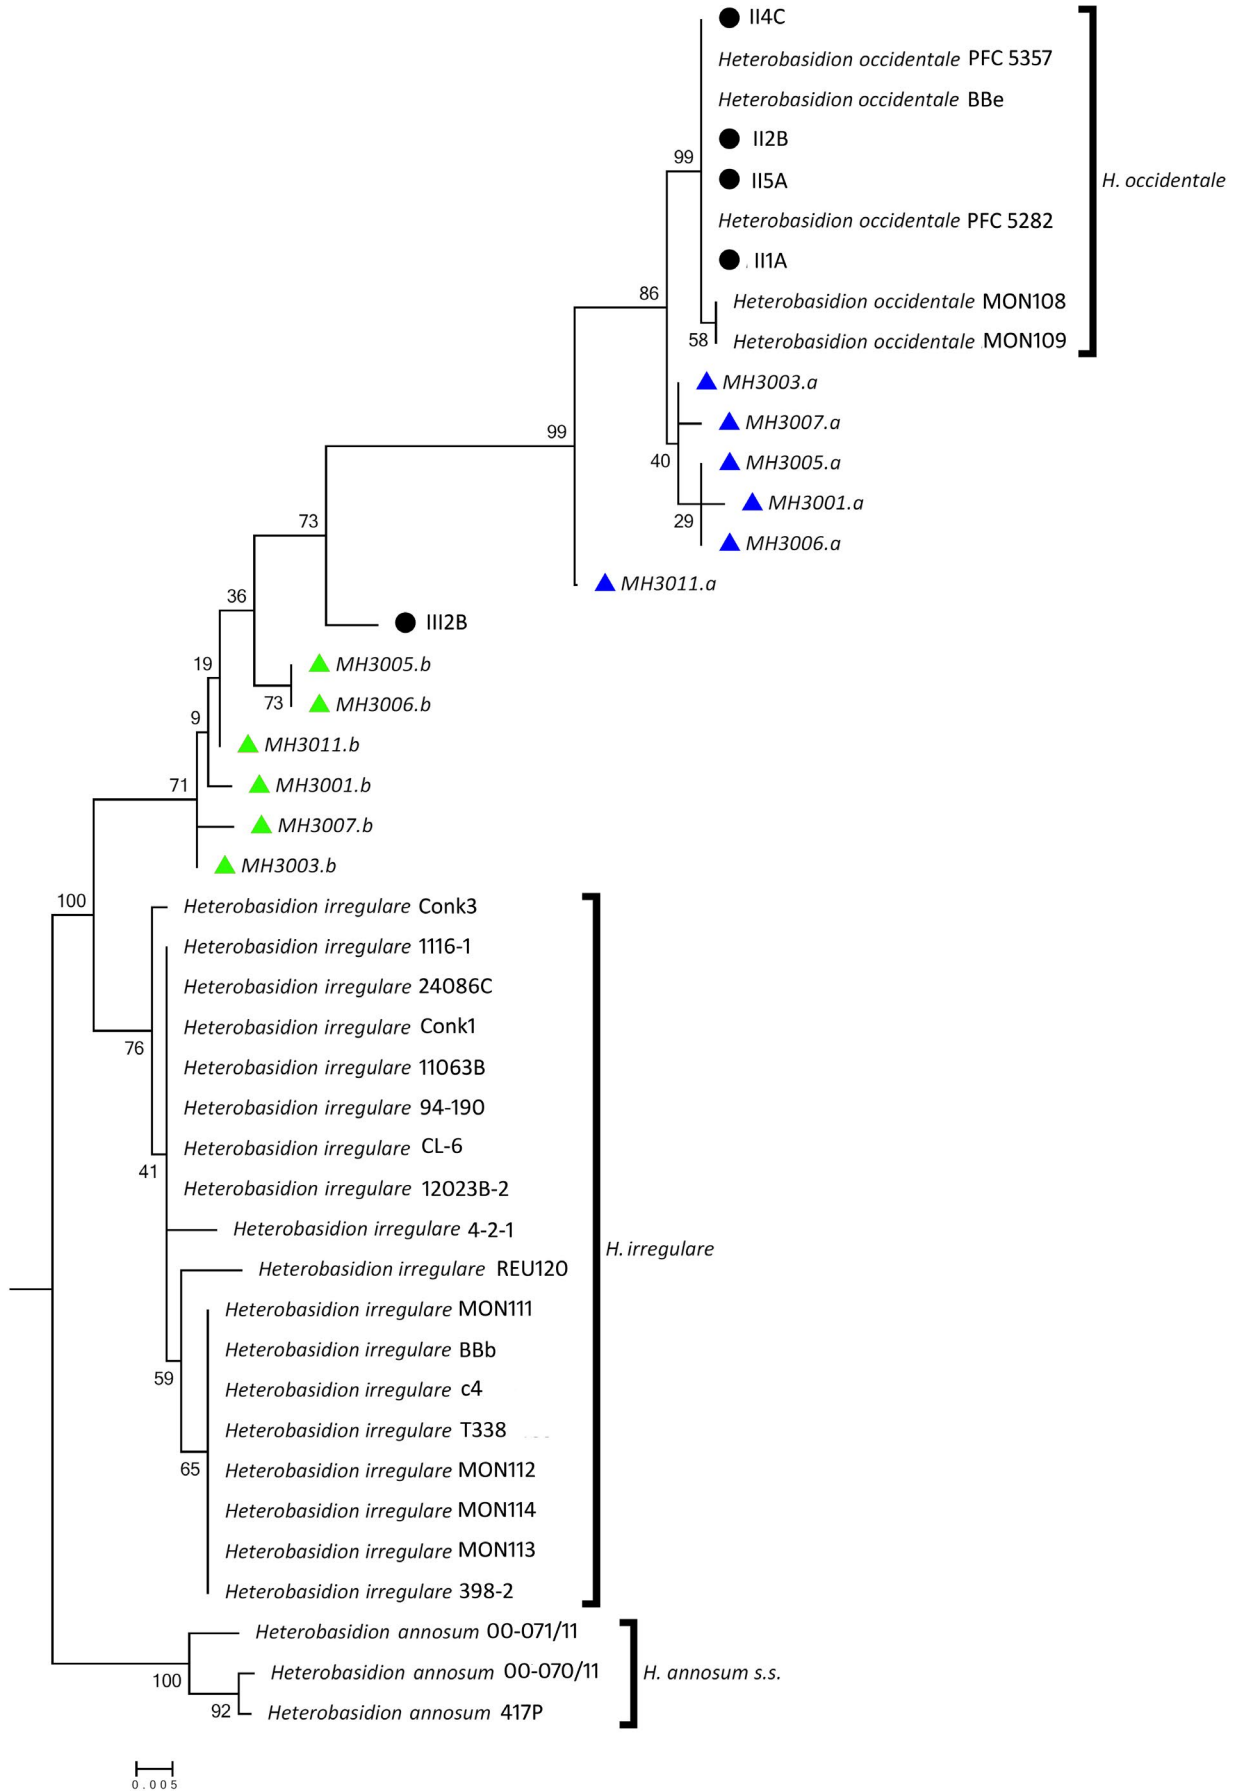 II4C
Heterobasidion occidentale PFC 5357
Heterobasidion occidentale BBe
II2B
99
II5A
H. occidentale
Heterobasidion occidentale PFC 5282
II1A
86
Heterobasidion occidentale MON108
58
Heterobasidion occidentale MON109
MH3003.a
MH3007.a
99
40
MH3005.a
MH3001.a
29
73
MH3006.a
MH3011.a
36
III2B
19
MH3005.b
73
MH3006.b
9
MH3011.b
71
MH3001.b
MH3007.b
MH3003.b
100
Heterobasidion irregulare Conk3
Heterobasidion irregulare 1116-1
Heterobasidion irregulare 24086C
Heterobasidion irregulare Conk1
76
Heterobasidion irregulare 11063B
Heterobasidion irregulare 94-190
Heterobasidion irregulare CL-6
41
Heterobasidion irregulare 12023B-2
Heterobasidion irregulare 4-2-1
H. irregulare
Heterobasidion irregulare REU120
Heterobasidion irregulare MON111
Heterobasidion irregulare BBb
59
Heterobasidion irregulare c4
Heterobasidion irregulare T338
65
Heterobasidion irregulare MON112
Heterobasidion irregulare MON114
Heterobasidion irregulare MON113
Heterobasidion irregulare 398-2
Heterobasidion annosum 00-071/11
100
Heterobasidion annosum 00-070/11
H. annosum s.s.
92
Heterobasidion annosum 417P
0.005